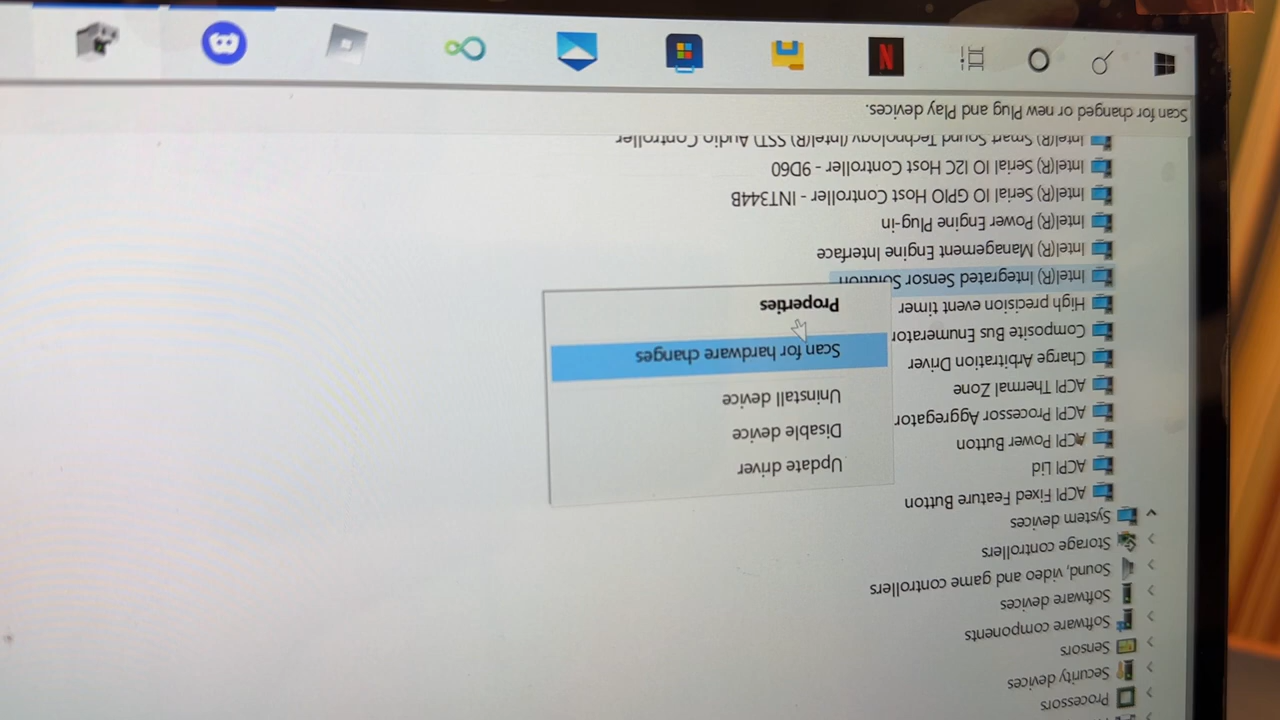 Processors
Security devices
Sensors
Software components
Software devices
Sound, video and game controllers
Storage controllers
System devices
ACPI Fixed Feature Button
ACPI Lid
ACPI Power Button
ACPI Processor Aggregator
ACPI Thermal Zone
Charge Arbitration Driver
Composite Bus Enumerator
High precision event timer
Intel(R) Integrated Sensor Solution
Intel(R) Management Engine Interface
Intel(R) Power Engine Plug-in
Intel(R) Serial IO GPIO Host Controller - INT344B
Intel(R) Serial IO I2C Host Controller - 9D60
Intel(R) Smart Sound Technology (Intel(R) SST) Audio Controller
Update driver
Disable device
Uninstall device
Scan for hardware changes
Properties
Scan for changed or new Plug and Play devices.
N